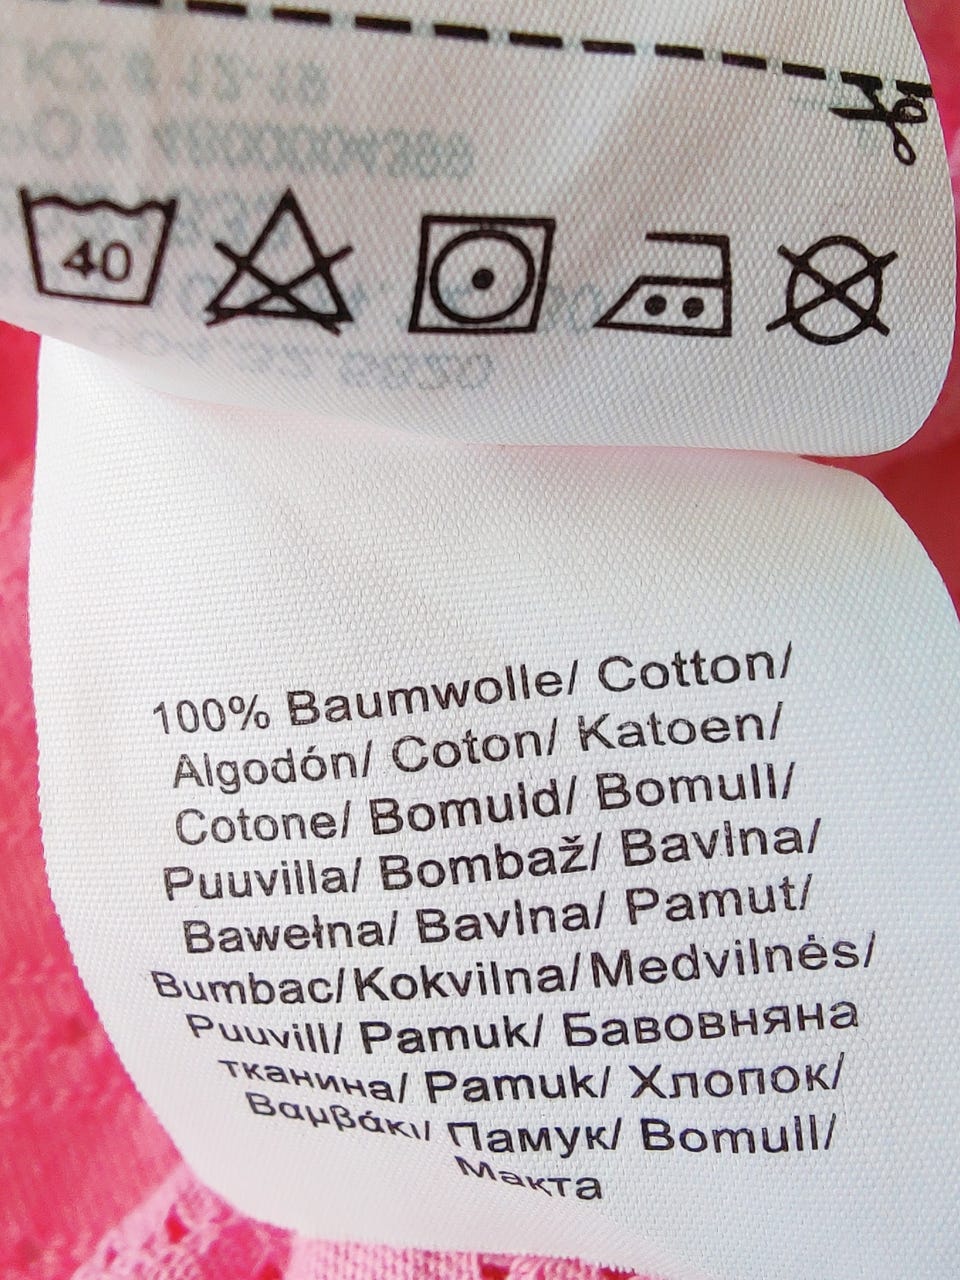 40
100% Baumwolle/ Cotton/
Algodón/ Coton/ Katoen/
Cotone/ Bomuld/ Bomull/
Puuvilla/ Bombaž/ Bavlna/
Bawełna/ Bavlna/ Pamut/
Bumbac/Kokvilna/Medvilnės/
Puuvill/ Pamuk/ Бавовняна
тканина/ Pamuk/ Хлопок/
Βαμβάκι/ Памук/ Bomull/
Мақта